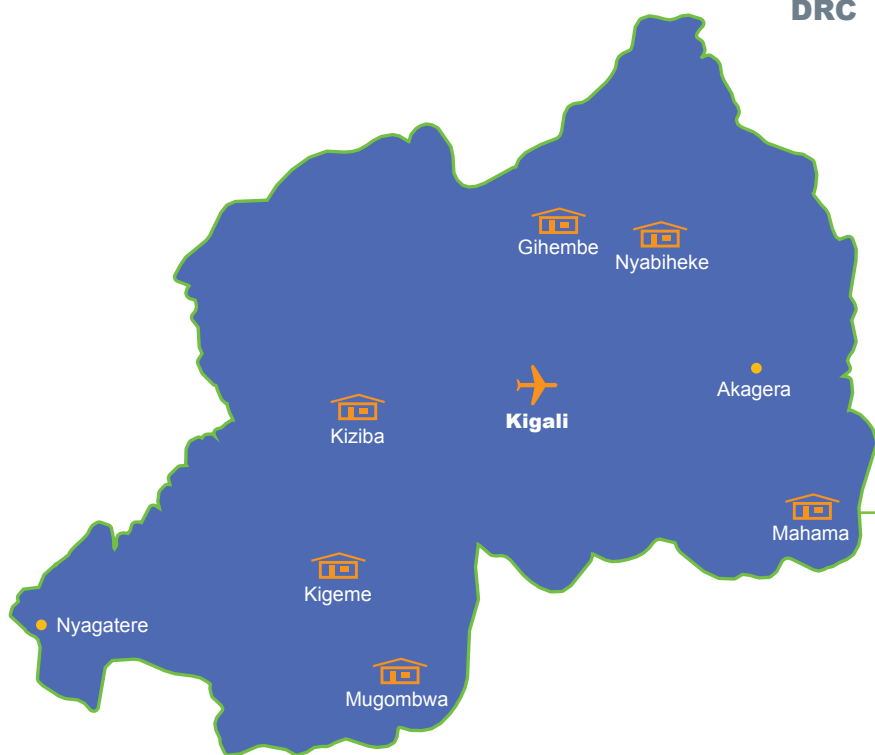 DRC
Gihembe
Nyabiheke
Akagera
Kigali
Kiziba
Mahama
Kigeme
Nyagatere
Mugombwa